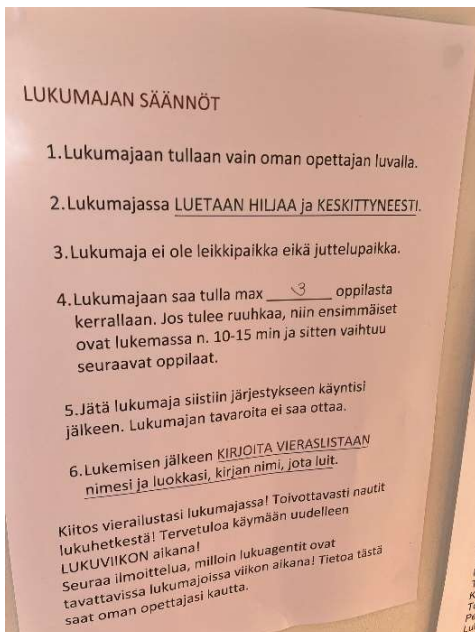 LUKUMAJAN SÄÄNNÖT
1.Lukumajaan tullaan vain oman opettajan luvalla.
2.Lukumajassa LUETAAN HILJAA ja KESKITTYNEESTI.
3.Lukumaja ei ole leikkipaikka eikä juttelupaikka.
4.Lukumajaan saa tulla max ___3___ oppilasta
kerrallaan. Jos tulee ruuhkaa, niin ensimmäiset
ovat lukemassa n. 10-15 min ja sitten vaihtuu
seuraavat oppilaat.
5.Jätä lukumaja siistiin järjestykseen käyntisi
jälkeen. Lukumajan tavaroita ei saa ottaa.
6.Lukemisen jälkeen KIRJOITA VIERASLISTAAN
nimesi ja luokkasi, kirjan nimi, jota luit.
Kiitos vierailustasi lukumajassa! Toivottavasti nautit
lukuhetkestä! Tervetuloa käymään uudelleen
LUKUVIIKON aikana!
Seuraa ilmoittelua, milloin lukuagentit ovat
tavattavissa lukumajoissa viikon aikana! Tietoa tästä
saat oman opettajasi kautta.